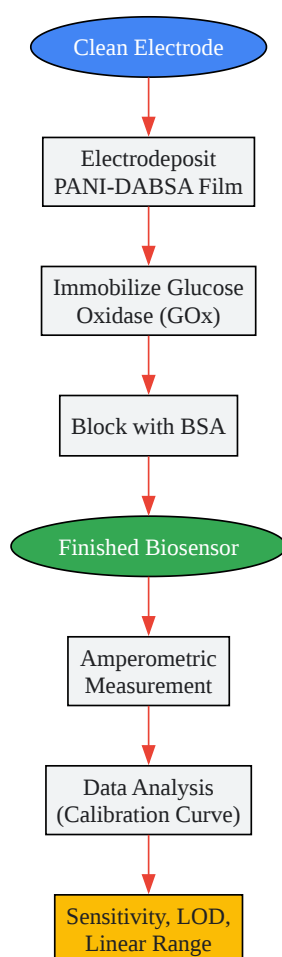 Clean Electrode
Electrodeposit
PANI-DABSA Film
Immobilize Glucose
Oxidase (GOx)
Block with BSA
Finished Biosensor
Amperometric
Measurement
Data Analysis
(Calibration Curve)
Sensitivity, LOD,
Linear Range